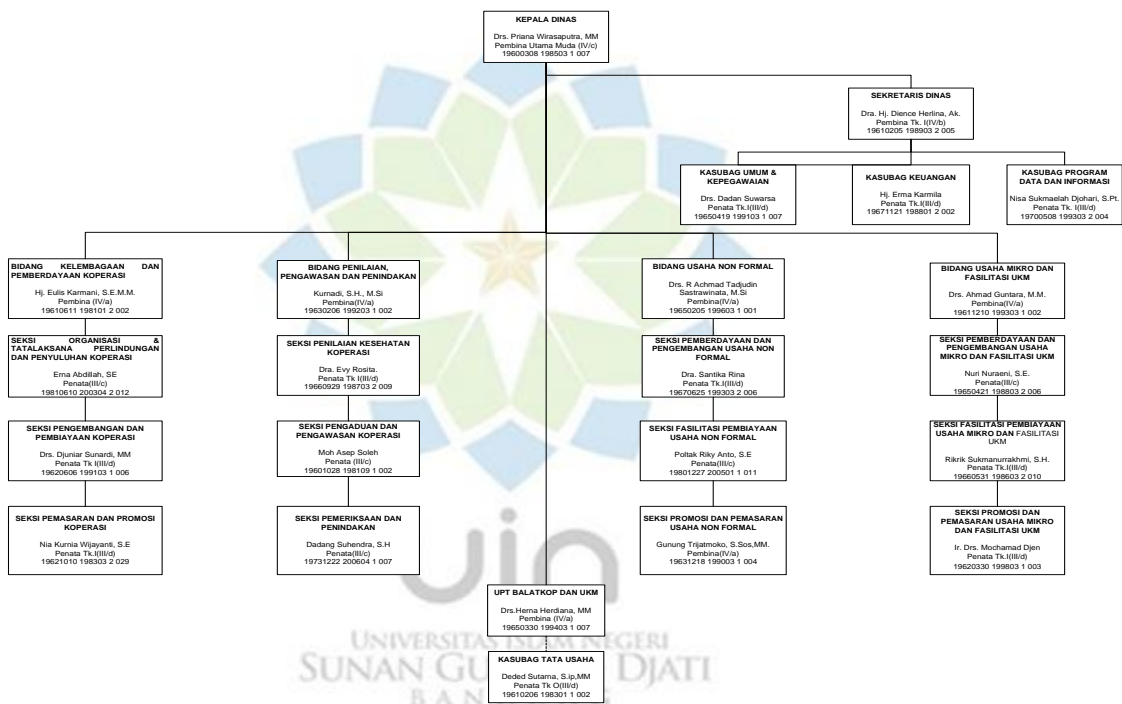 KEPALA DINAS
Drs. Priana Wirasaputra, MM
Pembina Utama Muda (IV/c)
19600308 198503 1 007
SEKRETARIS DINAS
Dra. Hj. Dience Herlina, Ak.
Pembina Tk. I(IV/b)
19610205 198903 2 005
KASUBAG UMUM &
KEPEGAWAIAN
Drs. Dadan Suwarsa
Penata Tk.I(III/d)
19650419 199103 1 007
KASUBAG KEUANGAN
Hj. Erma Karmila
Penata Tk.I(III/d)
19671121 198801 2 002
KASUBAG PROGRAM
DATA DAN INFORMASI
Nisa Sukmaelah Djohari, S.Pt.
Penata Tk. I(III/d)
19700508 199303 2 004
BIDANG KELEMBAGAAN DAN
PEMBERDAYAAN KOPERASI
Hj. Eulis Karmani, S.E.M.M.
Pembina (IV/a)
19610611 198101 2 002
SEKSI ORGANISASI &
TATALAKSANA PERLINDUNGAN
DAN PENYULUHAN KOPERASI
Erna Abdillah, SE
Penata(III/c)
19810610 200304 2 012
SEKSI PENGEMBANGAN DAN
PEMBIAYAAN KOPERASI
Drs. Djuniar Sunardi, MM
Penata Tk I(III/d)
19620606 199103 1 006
SEKSI PEMASARAN DAN PROMOSI
KOPERASI
Nia Kurnia Wijayanti, S.E
Penata Tk.I(III/d)
19621010 198303 2 029
BIDANG PENILAIAN,
PENGAWASAN DAN PENINDAKAN
Kurnadi, S.H., M.Si
Pembina(IV/a)
19630206 199203 1 002
SEKSI PENILAIAN KESEHATAN
KOPERASI
Dra. Evy Rosita.
Penata Tk I(III/d)
19660929 198703 2 009
SEKSI PENGADUAN DAN
PENGAWASAN KOPERASI
Moh Asep Soleh
Penata (III/c)
19601028 198109 1 002
SEKSI PEMERIKSAAN DAN
PENINDAKAN
Dadang Suhendra, S.H
Penata(III/c)
19731222 200604 1 007
BIDANG USAHA NON FORMAL
Drs. R Achmad Tadjudin
Sastrawinata, M.Si
Pembina(IV/a)
19650205 199603 1 001
SEKSI PEMBERDAYAAN DAN
PENGEMBANGAN USAHA NON
FORMAL
Dra. Santika Rina
Penata Tk.I(III/d)
19670625 199303 2 006
SEKSI FASILITASI PEMBIAYAAN
USAHA NON FORMAL
Poltak Riky Anto, S.E
Penata(III/c)
19801227 200501 1 011
SEKSI PROMOSI DAN PEMASARAN
USAHA NON FORMAL
Gunung Trijatmoko, S.Sos,MM.
Pembina(IV/a)
19631218 199003 1 004
BIDANG USAHA MIKRO DAN
FASILITASI UKM
Drs. Ahmad Guntara, M.M.
Pembina(IV/a)
19611210 199303 1 002
SEKSI PEMBERDAYAAN DAN
PENGEMBANGAN USAHA
MIKRO DAN FASILITASI UKM
Nuri Nuraeni, S.E.
Penata(III/c)
19650421 198803 2 006
SEKSI FASILITASI PEMBIAYAAN
USAHA MIKRO DAN FASILITASI
UKM
Rikrik Sukmanurrakhmi, S.H.
Penata Tk.I(III/d)
19660531 198603 2 010
SEKSI PROMOSI DAN
PEMASARAN USAHA MIKRO
DAN FASILITASI UKM
Ir. Drs. Mochamad Djen
Penata Tk.I(III/d)
19620330 199803 1 003
UPT BALATKOP DAN UKM
Drs.Herna Herdiana, MM
Pembina (IV/a)
19650330 199403 1 007
KASUBAG TATA USAHA
Deded Sutarna, S.ip,MM
Penata Tk O(III/d)
19610206 198301 1 002
uin
UNIVERSITAS ISLAM NEGERI
SUNAN GU DJATI